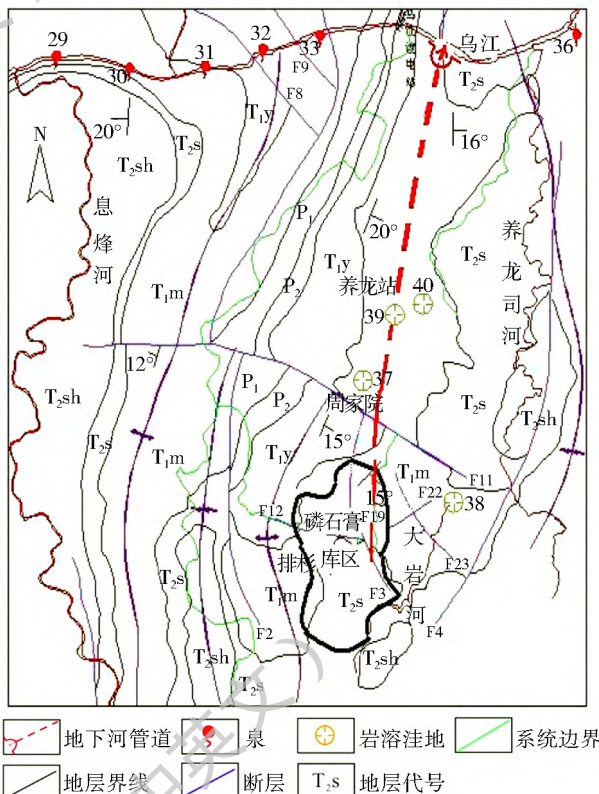 29
30
31
32
33
乌江
36
F9
F8
T₂s
T₁y
20°
T₂s
16°
T₂sh
N
息烽河
P₁
20°
T₂s
养龙司河
T₁y
养龙站
40
T₁m
P₂
39
12°
37
P₁
周家院
T₂sh
P₂
T₂s
T₂sh
T₂s
15°
T₁m
T₁y
T₁m
F11
15°
F22
38
F12
磷石膏
F19
大岩河
排杉
库区
F23
T₂s
T₁m
T₂s
F3
F2
F4
T₂sh
T₂sh
T₂s
地下河管道
泉
岩溶洼地
系统边界
地层界线
断层
T₂s
地层代号